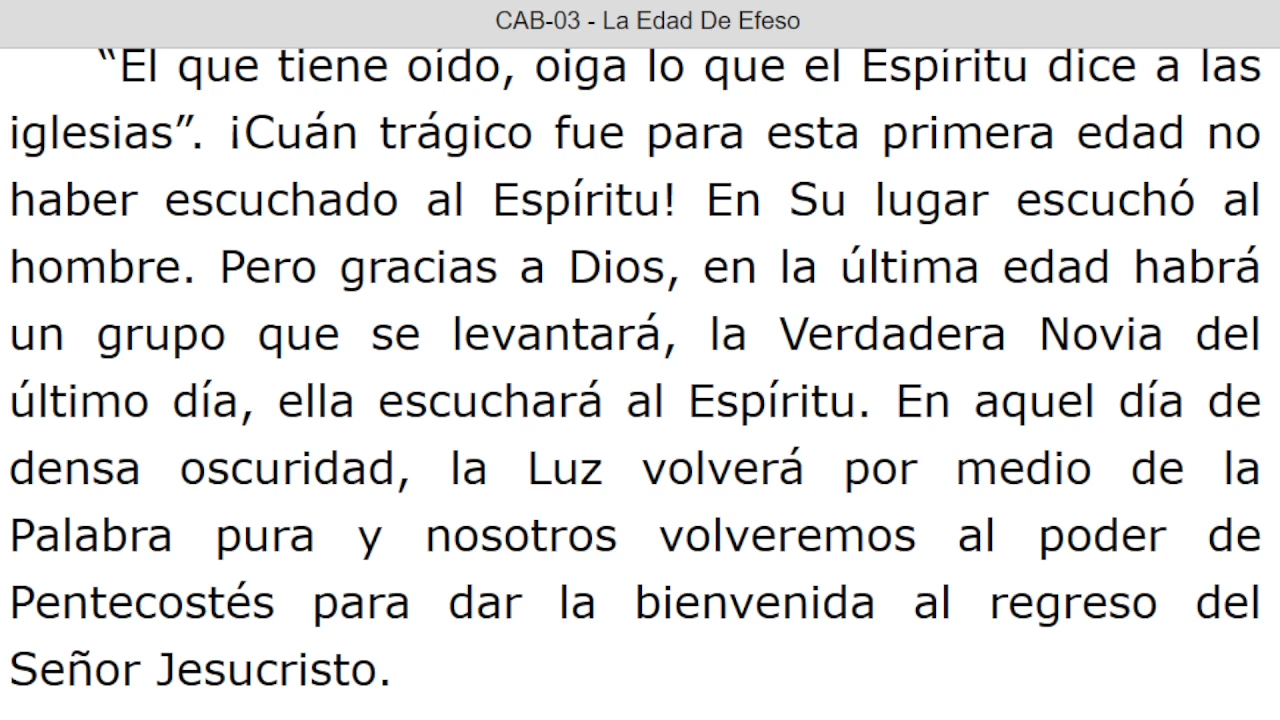 CAB-03 - La Edad De Efeso
“El que tiene oído, oiga lo que el Espíritu dice a las
iglesias”. ¡Cuán trágico fue para esta primera edad no
haber escuchado al Espíritu! En Su lugar escuchó al
hombre. Pero gracias a Dios, en la última edad habrá
un grupo que se levantará, la Verdadera Novia del
último día, ella escuchará al Espíritu. En aquel día de
densa oscuridad, la Luz volverá por medio de la
Palabra pura y nosotros volveremos al poder de
Pentecostés para dar la bienvenida al regreso del
Señor Jesucristo.